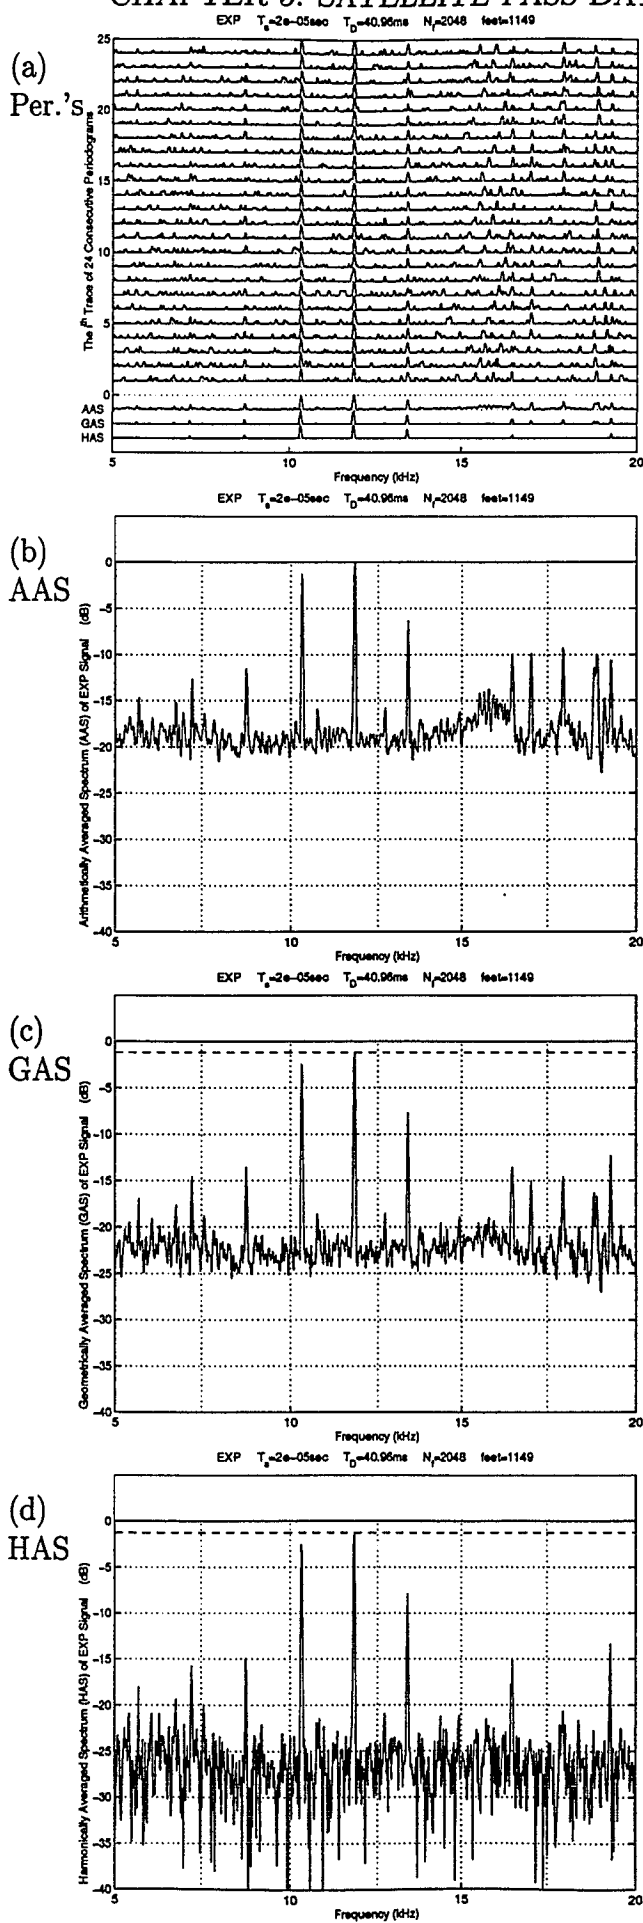 CHAPTER 5. SATELLITE PASS DA
EXP T_s=2e-05sec T_D=40.96ms N_f=2048 feet=1149
(a)
Per.'s
The i^th Trace of 24 Consecutive Periodograms
25
20
15
10
5
0
AAS
GAS
HAS
5 10 15 20
Frequency (kHz)
EXP T_s=2e-05sec T_D=40.96ms N_f=2048 feet=1149
(b)
AAS
Arithmetically Averaged Spectrum (AAS) of EXP Signal (dB)
0
-5
-10
-15
-20
-25
-30
-35
-40
5 10 15 20
Frequency (kHz)
EXP T_s=2e-05sec T_D=40.96ms N_f=2048 feet=1149
(c)
GAS
Geometrically Averaged Spectrum (GAS) of EXP Signal (dB)
0
-5
-10
-15
-20
-25
-30
-35
-40
5 10 15 20
Frequency (kHz)
EXP T_s=2e-05sec T_D=40.96ms N_f=2048 feet=1149
(d)
HAS
Harmonically Averaged Spectrum (HAS) of EXP Signal (dB)
0
-5
-10
-15
-20
-25
-30
-35
-40
5 10 15 20
Frequency (kHz)